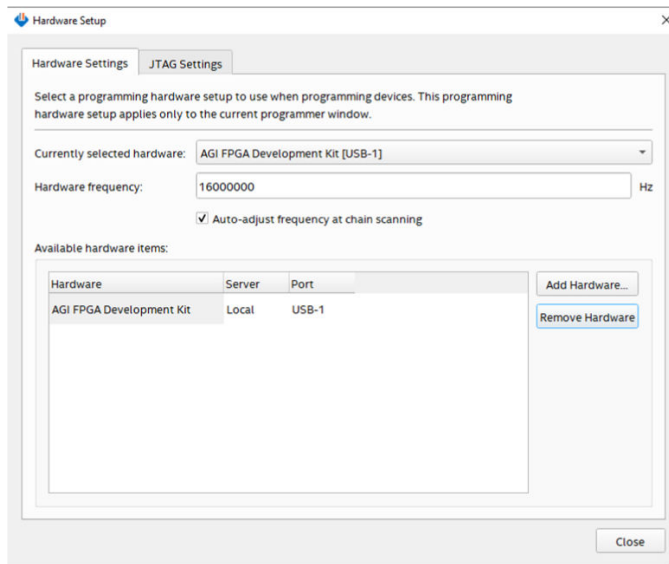 Hardware Setup
Hardware Settings
JTAG Settings
Select a programming hardware setup to use when programming devices. This programming
hardware setup applies only to the current programmer window.
Currently selected hardware: AGI FPGA Development Kit [USB-1]
Hardware frequency: 16000000 Hz
Auto-adjust frequency at chain scanning
Available hardware items:
Hardware Server Port
AGI FPGA Development Kit Local USB-1
Add Hardware...
Remove Hardware
Close